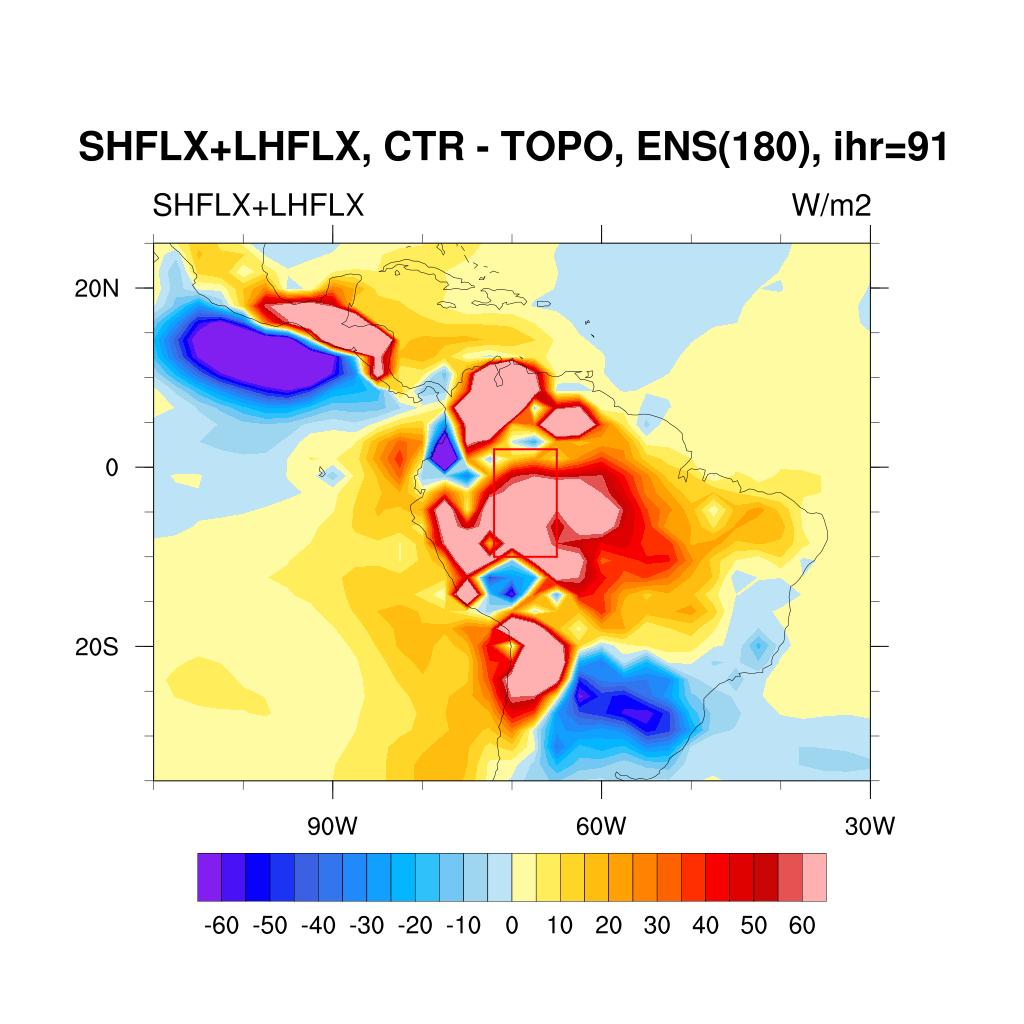 SHFLX+LHFLX, CTR - TOPO, ENS(180), ihr=91
SHFLX+LHFLX W/m2
20N
0
20S
90W 60W 30W
-60 -50 -40 -30 -20 -10 0 10 20 30 40 50 60